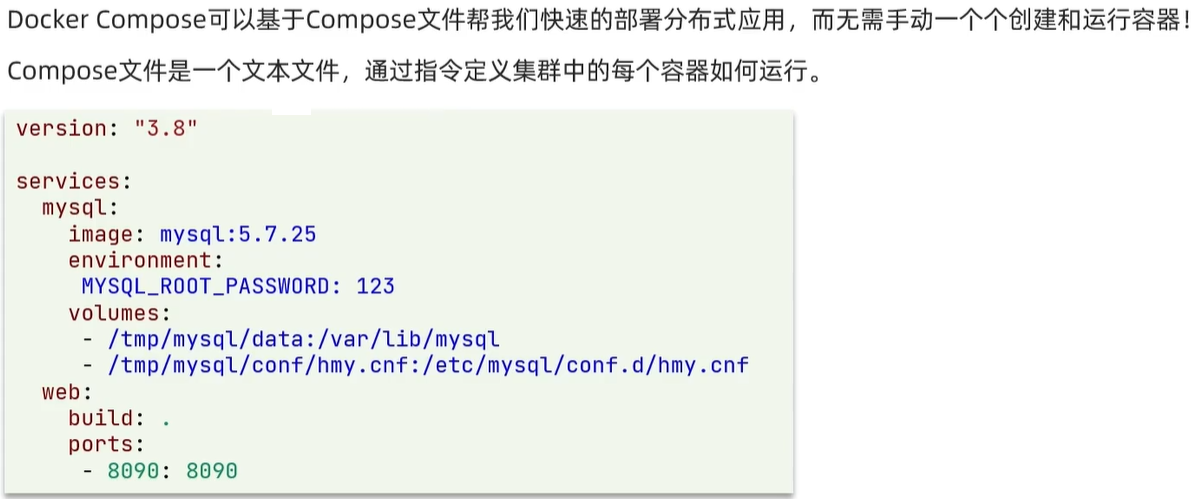 Docker Compose可以基于Compose文件帮我们快速的部署分布式应用，而无需手动一个个创建和运行容器！
Compose文件是一个文本文件，通过指令定义集群中的每个容器如何运行。
version: "3.8"
services:
  mysql:
    image: mysql:5.7.25
    environment:
     MYSQL_ROOT_PASSWORD: 123
    volumes:
     - /tmp/mysql/data:/var/lib/mysql
     - /tmp/mysql/conf/hmy.cnf:/etc/mysql/conf.d/hmy.cnf
  web:
    build: .
    ports:
     - 8090: 8090